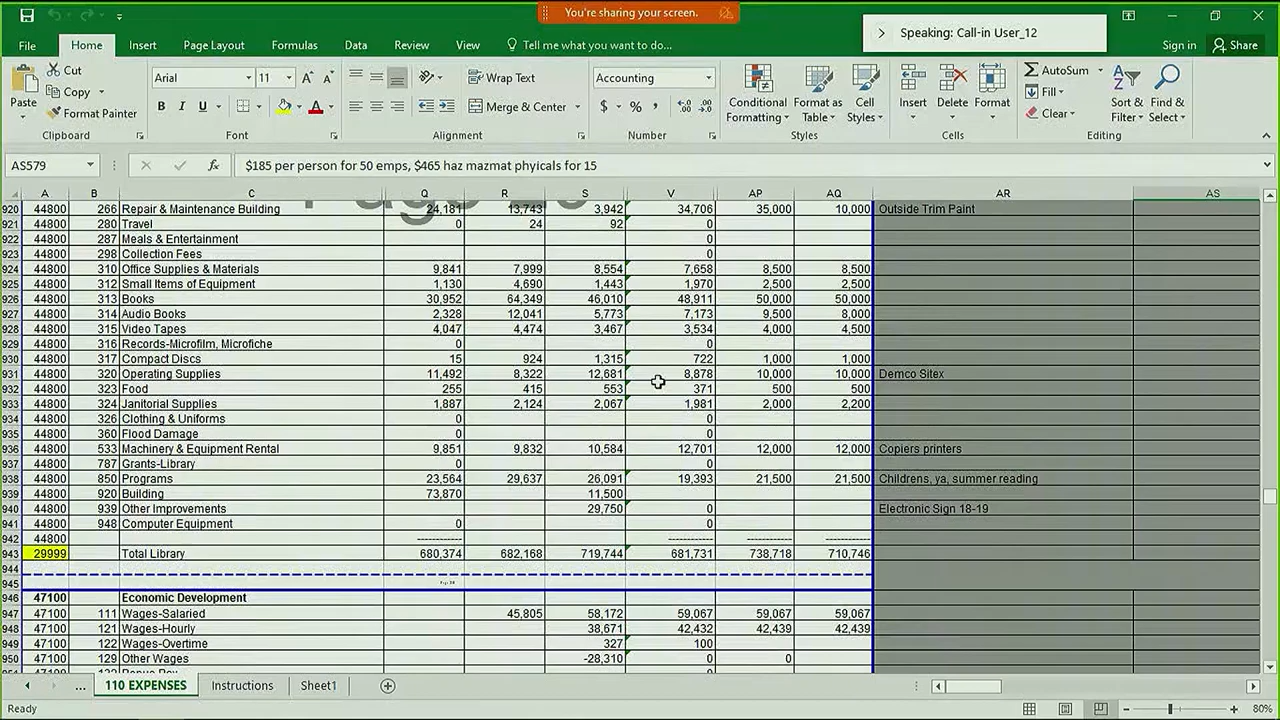 You're sharing your screen.
Speaking: Call-in User_12
File Home Insert Page Layout Formulas Data Review View Tell me what you want to do... Sign in Share
Paste Cut Copy Format Painter Clipboard
Arial 11 Font
Wrap Text Merge & Center Alignment
Accounting Number
Conditional Formatting Format as Table Cell Styles Styles
Insert Delete Format Cells
AutoSum Fill Clear Sort & Filter Find & Select Editing
AS579 fx $185 per person for 50 emps, $465 haz mazmat phyicals for 15
A B C Q R S V AP AQ AR AS
920 44800 266 Repair & Maintenance Building 24,181 13,743 3,942 34,706 35,000 10,000 Outside Trim Paint
921 44800 280 Travel 0 24 92 0
922 44800 287 Meals & Entertainment 0
923 44800 298 Collection Fees 0
924 44800 310 Office Supplies & Materials 9,841 7,999 8,554 7,658 8,500 8,500
925 44800 312 Small Items of Equipment 1,130 4,690 1,443 1,970 2,500 2,500
926 44800 313 Books 30,952 64,349 46,010 48,911 50,000 50,000
927 44800 314 Audio Books 2,328 12,041 5,773 7,173 9,500 8,000
928 44800 315 Video Tapes 4,047 4,474 3,467 3,534 4,000 4,500
929 44800 316 Records-Microfilm, Microfiche 0 0
930 44800 317 Compact Discs 15 924 1,315 722 1,000 1,000
931 44800 320 Operating Supplies 11,492 8,322 12,681 8,878 10,000 10,000 Demco Sitex
932 44800 323 Food 255 415 553 371 500 500
933 44800 324 Janitorial Supplies 1,887 2,124 2,067 1,981 2,000 2,200
934 44800 326 Clothing & Uniforms 0 0
935 44800 360 Flood Damage 0 0
936 44800 533 Machinery & Equipment Rental 9,851 9,832 10,584 12,701 12,000 12,000 Copiers printers
937 44800 787 Grants-Library 0 0
938 44800 850 Programs 23,564 29,637 26,091 19,393 21,500 21,500 Childrens, ya, summer reading
939 44800 920 Building 73,870 11,500
940 44800 939 Other Improvements 29,750 0 Electronic Sign 18-19
941 44800 948 Computer Equipment 0 0
942 44800 ------------ ------------ ------------ ------------
943 29999 Total Library 680,374 682,168 719,744 681,731 738,718 710,746
944
945
946 47100 Economic Development
947 47100 111 Wages-Salaried 45,805 58,172 59,067 59,067 59,067
948 47100 121 Wages-Hourly 38,671 42,432 42,439 42,439
949 47100 122 Wages-Overtime 327 100
950 47100 129 Other Wages -28,310 0 0
... 110 EXPENSES Instructions Sheet1
Ready 80%